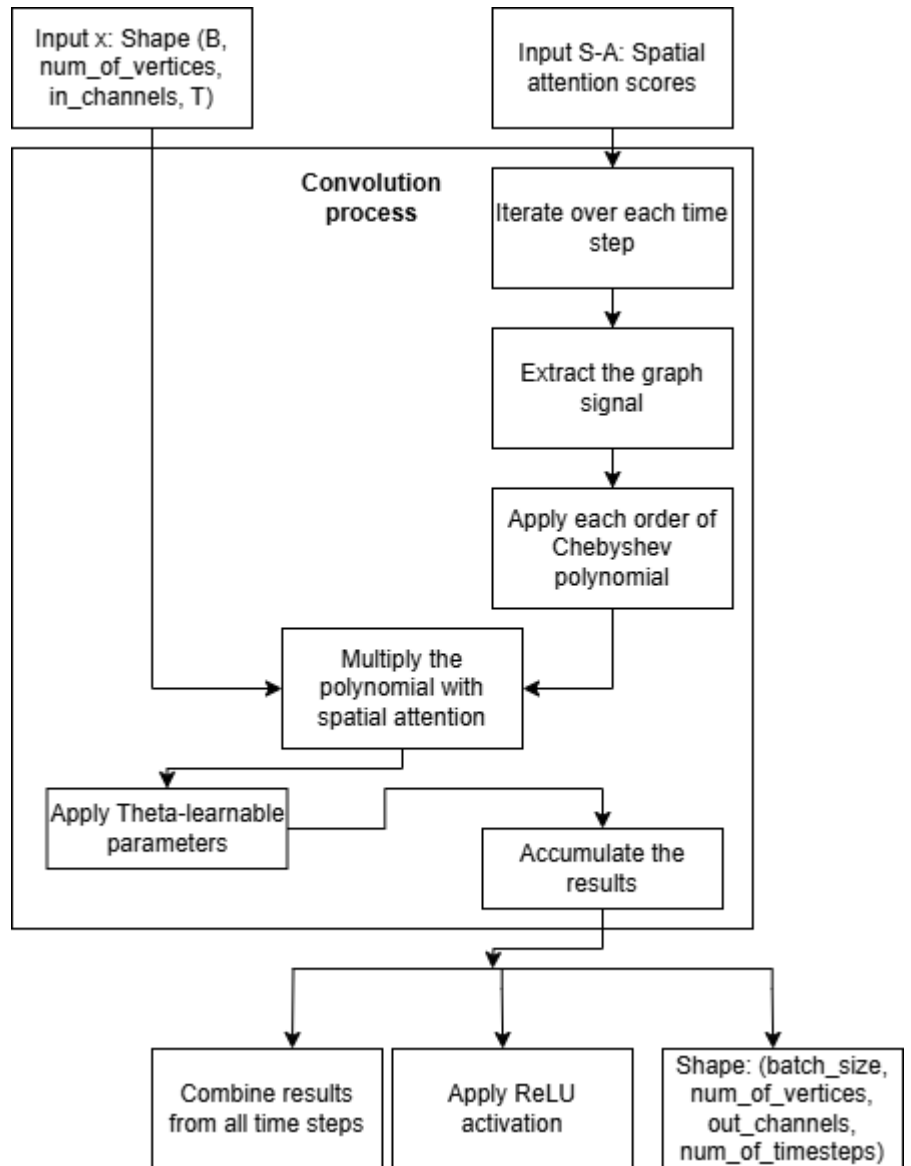 Input x: Shape (B,
num_of_vertices,
in_channels, T)
Input S-A: Spatial
attention scores
Convolution
process
Iterate over each time
step
Extract the graph
signal
Apply each order of
Chebyshev
polynomial
Multiply the
polynomial with
spatial attention
Apply Theta-learnable
parameters
Accumulate the
results
Combine results
from all time steps
Apply ReLU
activation
Shape: (batch_size,
num_of_vertices,
out_channels,
num_of_timesteps)